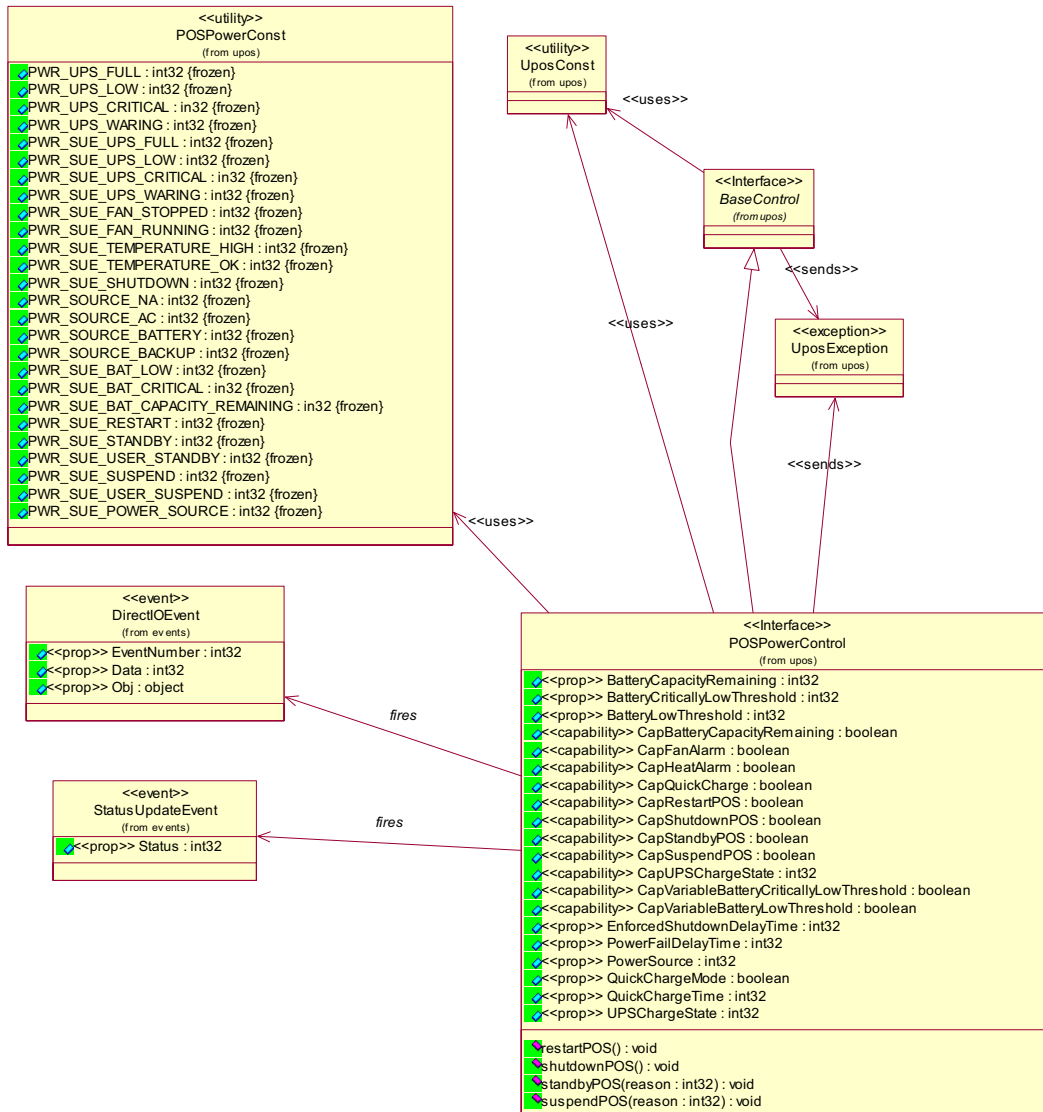 <<utility>>
POSPowerConst
(from upos)
PWR_UPS_FULL : int32 {frozen}
PWR_UPS_LOW : int32 {frozen}
PWR_UPS_CRITICAL : in32 {frozen}
PWR_UPS_WARING : int32 {frozen}
PWR_SUE_UPS_FULL : int32 {frozen}
PWR_SUE_UPS_LOW : int32 {frozen}
PWR_SUE_UPS_CRITICAL : in32 {frozen}
PWR_SUE_UPS_WARING : int32 {frozen}
PWR_SUE_FAN_STOPPED : int32 {frozen}
PWR_SUE_FAN_RUNNING : int32 {frozen}
PWR_SUE_TEMPERATURE_HIGH : int32 {frozen}
PWR_SUE_TEMPERATURE_OK : int32 {frozen}
PWR_SUE_SHUTDOWN : int32 {frozen}
PWR_SOURCE_NA : int32 {frozen}
PWR_SOURCE_AC : int32 {frozen}
PWR_SOURCE_BATTERY : int32 {frozen}
PWR_SOURCE_BACKUP : int32 {frozen}
PWR_SUE_BAT_LOW : int32 {frozen}
PWR_SUE_BAT_CRITICAL : in32 {frozen}
PWR_SUE_BAT_CAPACITY_REMAINING : in32 {frozen}
PWR_SUE_RESTART : int32 {frozen}
PWR_SUE_STANDBY : int32 {frozen}
PWR_SUE_USER_STANDBY : int32 {frozen}
PWR_SUE_SUSPEND : int32 {frozen}
PWR_SUE_USER_SUSPEND : int32 {frozen}
PWR_SUE_POWER_SOURCE : int32 {frozen}
<<utility>>
UposConst
(from upos)
<<uses>>
<<Interface>>
BaseControl
(from upos)
<<sends>>
<<uses>>
<<exception>>
UposException
(from upos)
<<sends>>
<<uses>>
<<event>>
DirectIOEvent
(from events)
<<prop>> EventNumber : int32
<<prop>> Data : int32
<<prop>> Obj : object
fires
<<event>>
StatusUpdateEvent
(from events)
<<prop>> Status : int32
fires
<<Interface>>
POSPowerControl
(from upos)
<<prop>> BatteryCapacityRemaining : int32
<<prop>> BatteryCriticallyLowThreshold : int32
<<prop>> BatteryLowThreshold : int32
<<capability>> CapBatteryCapacityRemaining : boolean
<<capability>> CapFanAlarm : boolean
<<capability>> CapHeatAlarm : boolean
<<capability>> CapQuickCharge : boolean
<<capability>> CapRestartPOS : boolean
<<capability>> CapShutdownPOS : boolean
<<capability>> CapStandbyPOS : boolean
<<capability>> CapSuspendPOS : boolean
<<capability>> CapUPSChargeState : int32
<<capability>> CapVariableBatteryCriticallyLowThreshold : boolean
<<capability>> CapVariableBatteryLowThreshold : boolean
<<prop>> EnforcedShutdownDelayTime : int32
<<prop>> PowerFailDelayTime : int32
<<prop>> PowerSource : int32
<<prop>> QuickChargeMode : boolean
<<prop>> QuickChargeTime : int32
<<prop>> UPSChargeState : int32
restartPOS() : void
shutdownPOS() : void
standbyPOS(reason : int32) : void
suspendPOS(reason : int32) : void